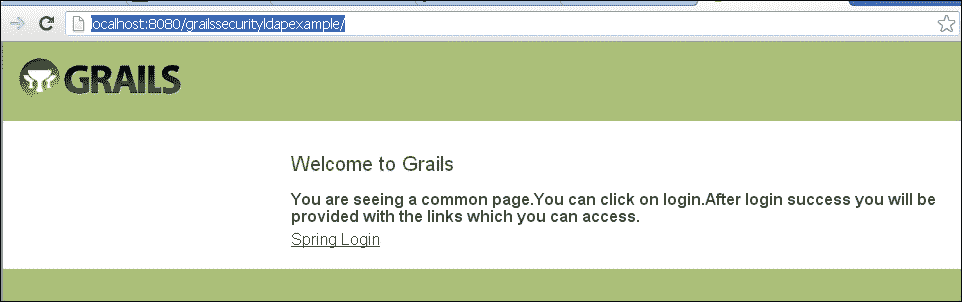 localhost:8080/grailssecurityldapexample/
GRAILS
Welcome to Grails
You are seeing a common page.You can click on login.After login success you will be
provided with the links which you can access.
Spring Login